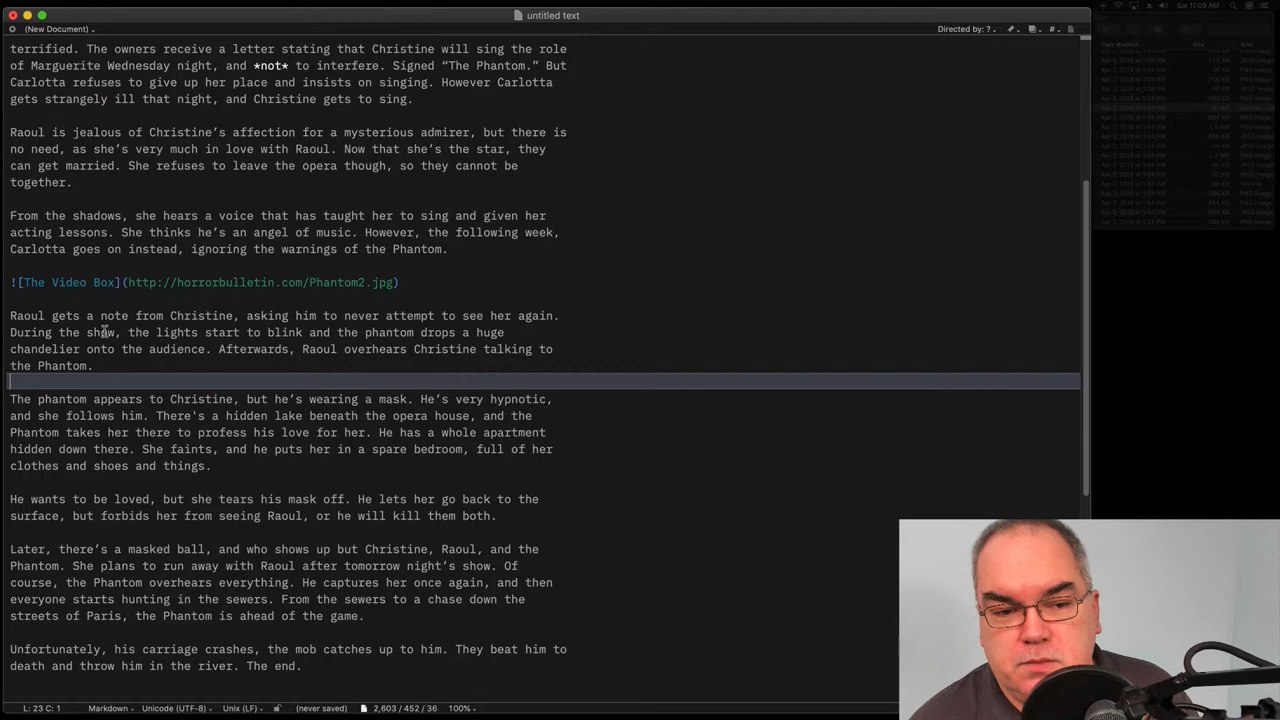 untitled text
Sat 11:09 AM
(New Document)
Directed by: ?
terrified. The owners receive a letter stating that Christine will sing the role
of Marguerite Wednesday night, and *not* to interfere. Signed “The Phantom.” But
Carlotta refuses to give up her place and insists on singing. However Carlotta
gets strangely ill that night, and Christine gets to sing.
Raoul is jealous of Christine’s affection for a mysterious admirer, but there is
no need, as she’s very much in love with Raoul. Now that she’s the star, they
can get married. She refuses to leave the opera though, so they cannot be
together.
From the shadows, she hears a voice that has taught her to sing and given her
acting lessons. She thinks he’s an angel of music. However, the following week,
Carlotta goes on instead, ignoring the warnings of the Phantom.
![The Video Box](http://horrorbulletin.com/Phantom2.jpg)
Raoul gets a note from Christine, asking him to never attempt to see her again.
During the show, the lights start to blink and the phantom drops a huge
chandelier onto the audience. Afterwards, Raoul overhears Christine talking to
the Phantom.
The phantom appears to Christine, but he’s wearing a mask. He’s very hypnotic,
and she follows him. There's a hidden lake beneath the opera house, and the
Phantom takes her there to profess his love for her. He has a whole apartment
hidden down there. She faints, and he puts her in a spare bedroom, full of her
clothes and shoes and things.
He wants to be loved, but she tears his mask off. He lets her go back to the
surface, but forbids her from seeing Raoul, or he will kill them both.
Later, there’s a masked ball, and who shows up but Christine, Raoul, and the
Phantom. She plans to run away with Raoul after tomorrow night’s show. Of
course, the Phantom overhears everything. He captures her once again, and then
everyone starts hunting in the sewers. From the sewers to a chase down the
streets of Paris, the Phantom is ahead of the game.
Unfortunately, his carriage crashes, the mob catches up to him. They beat him to
death and throw him in the river. The end.
L: 23 C: 1
Markdown
Unicode (UTF-8)
Unix (LF)
(never saved)
2,603 / 452 / 36
100%